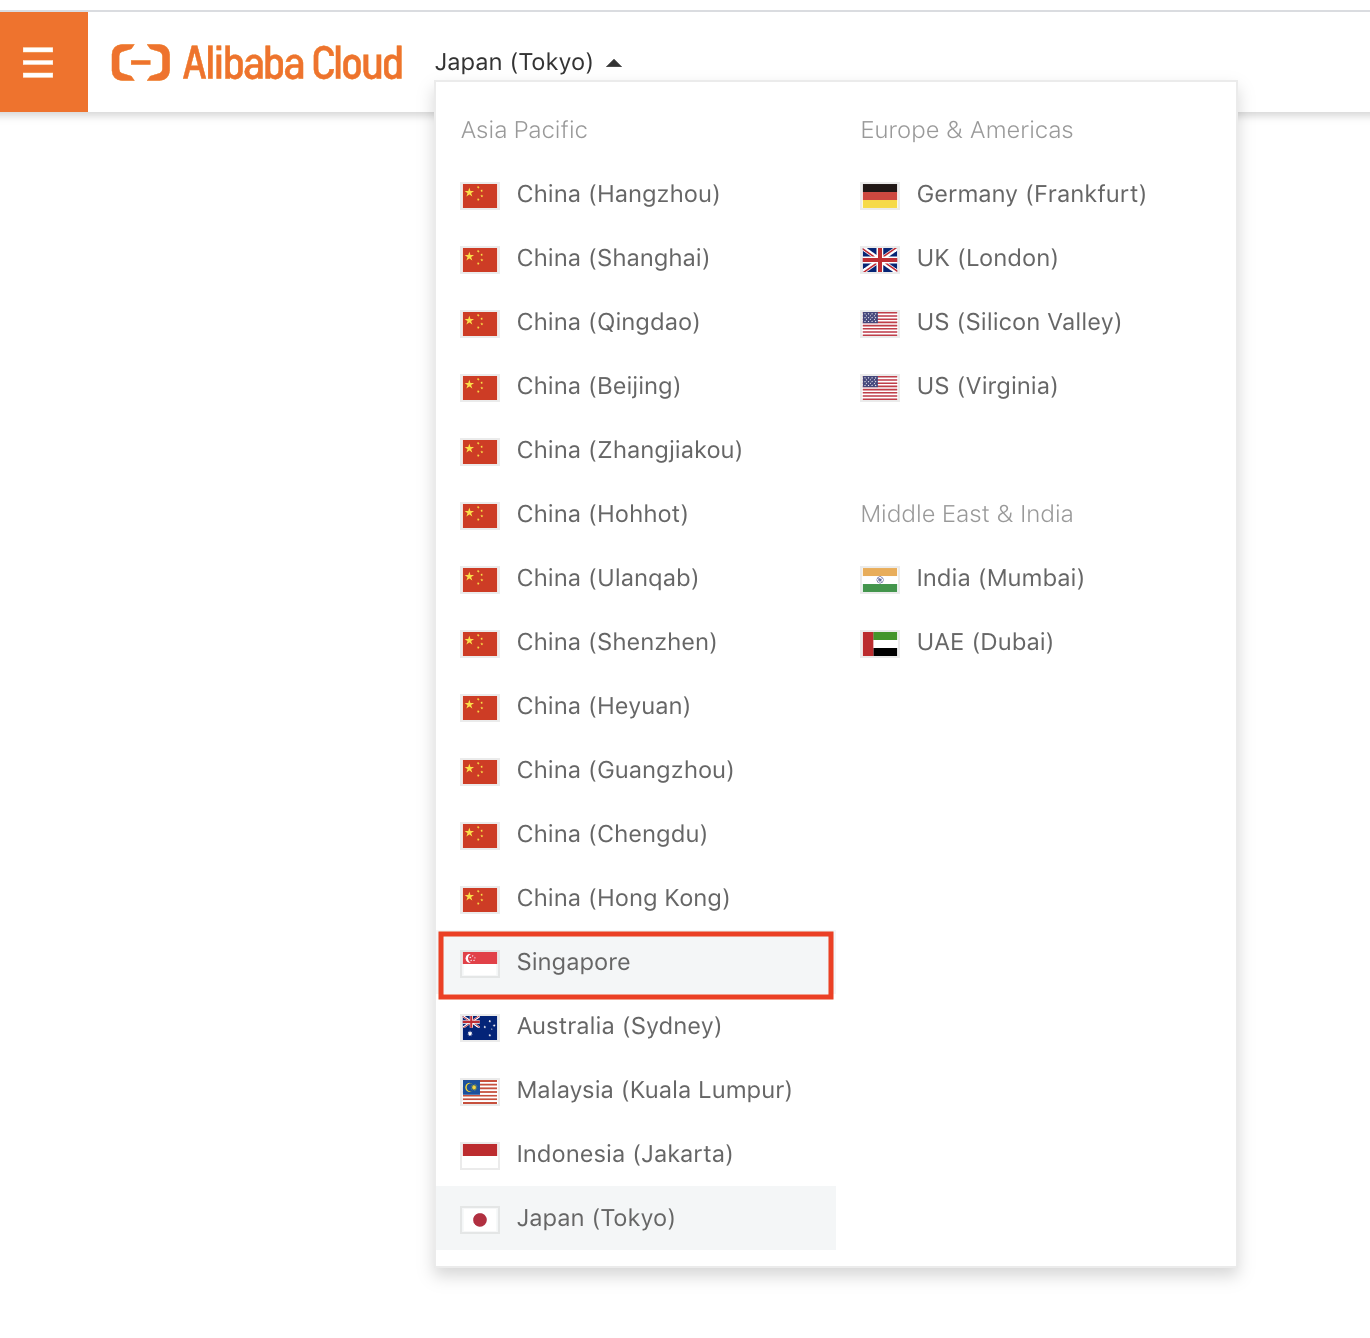 Alibaba Cloud
Japan (Tokyo)
Asia Pacific
China (Hangzhou)
China (Shanghai)
China (Qingdao)
China (Beijing)
China (Zhangjiakou)
China (Hohhot)
China (Ulanqab)
China (Shenzhen)
China (Heyuan)
China (Guangzhou)
China (Chengdu)
China (Hong Kong)
Singapore
Australia (Sydney)
Malaysia (Kuala Lumpur)
Indonesia (Jakarta)
Japan (Tokyo)
Europe & Americas
Germany (Frankfurt)
UK (London)
US (Silicon Valley)
US (Virginia)
Middle East & India
India (Mumbai)
UAE (Dubai)